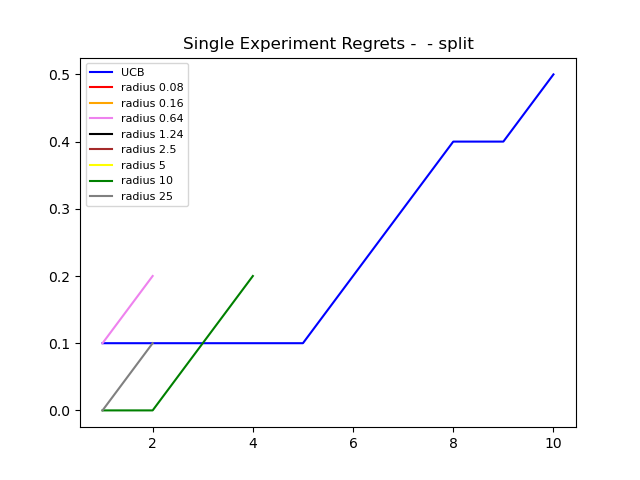 Single Experiment Regrets -  - split
UCB
radius 0.08
radius 0.16
radius 0.64
radius 1.24
radius 2.5
radius 5
radius 10
radius 25
0.5
0.4
0.3
0.2
0.1
0.0
2 4 6 8 10